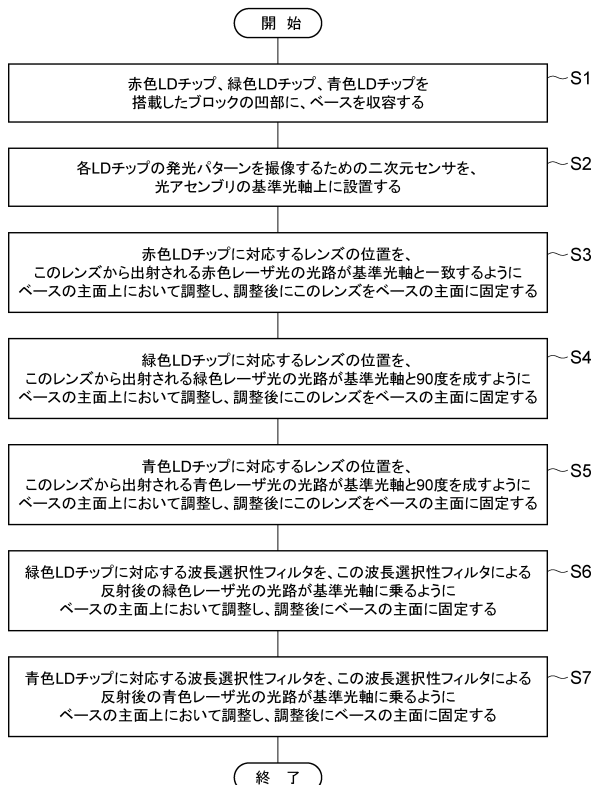 開 始
赤色LDチップ、緑色LDチップ、青色LDチップを
搭載したブロックの凹部に、ベースを収容する
S1
各LDチップの発光パターンを撮像するための二次元センサを、
光アセンブリの基準光軸上に設置する
S2
赤色LDチップに対応するレンズの位置を、
このレンズから出射される赤色レーザ光の光路が基準光軸と一致するように
ベースの主面上において調整し、調整後にこのレンズをベースの主面に固定する
S3
緑色LDチップに対応するレンズの位置を、
このレンズから出射される緑色レーザ光の光路が基準光軸と90度を成すように
ベースの主面上において調整し、調整後にこのレンズをベースの主面に固定する
S4
青色LDチップに対応するレンズの位置を、
このレンズから出射される青色レーザ光の光路が基準光軸と90度を成すように
ベースの主面上において調整し、調整後にこのレンズをベースの主面に固定する
S5
緑色LDチップに対応する波長選択性フィルタを、この波長選択性フィルタによる
反射後の緑色レーザ光の光路が基準光軸に乗るように
ベースの主面上において調整し、調整後にベースの主面に固定する
S6
青色LDチップに対応する波長選択性フィルタを、この波長選択性フィルタによる
反射後の青色レーザ光の光路が基準光軸に乗るように
ベースの主面上において調整し、調整後にベースの主面に固定する
S7
終 了